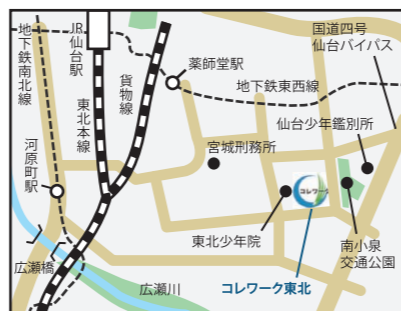 地下鉄南北線
JR仙台駅
東北本線
貨物線
薬師堂駅
地下鉄東西線
国道四号
仙台バイパス
仙台少年鑑別所
宮城刑務所
河原町駅
コレワーク
東北少年院
南小泉
交通公園
広瀬橋
広瀬川
コレワーク東北